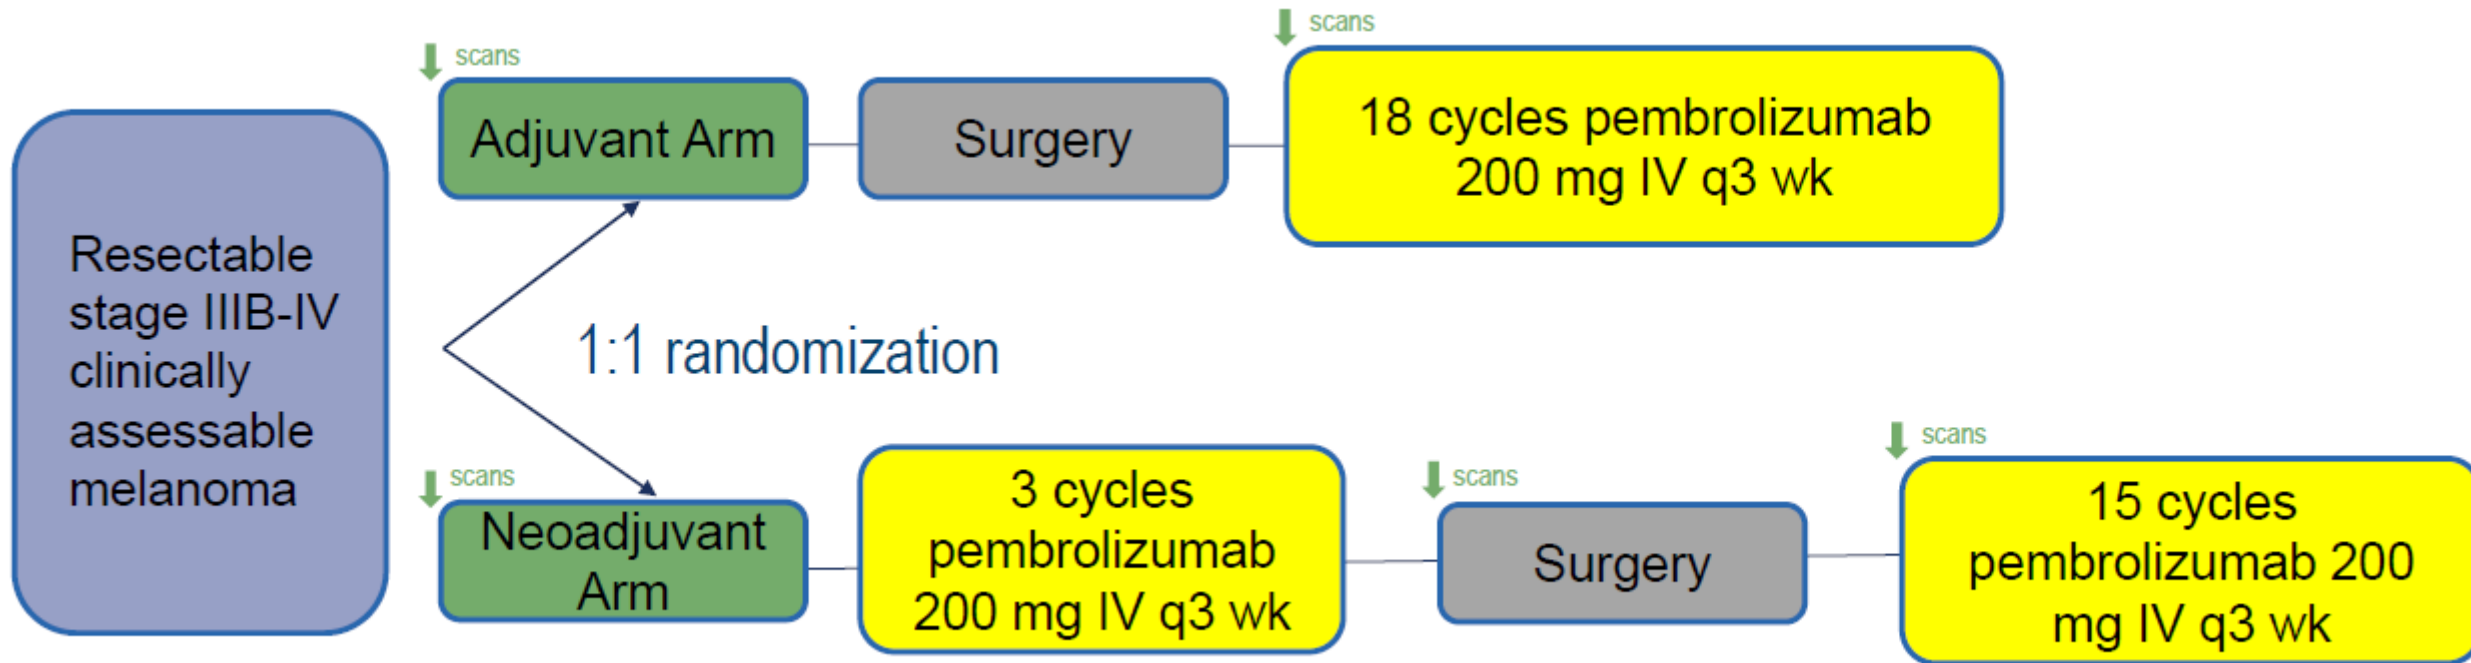 scans
scans
Adjuvant Arm
Surgery
18 cycles pembrolizumab
200 mg IV q3 wk
Resectable
stage IIIB-IV
clinically
assessable
melanoma
1:1 randomization
scans
scans
scans
Neoadjuvant
Arm
3 cycles
pembrolizumab
200 mg IV q3 wk
Surgery
15 cycles
pembrolizumab 200
mg IV q3 wk